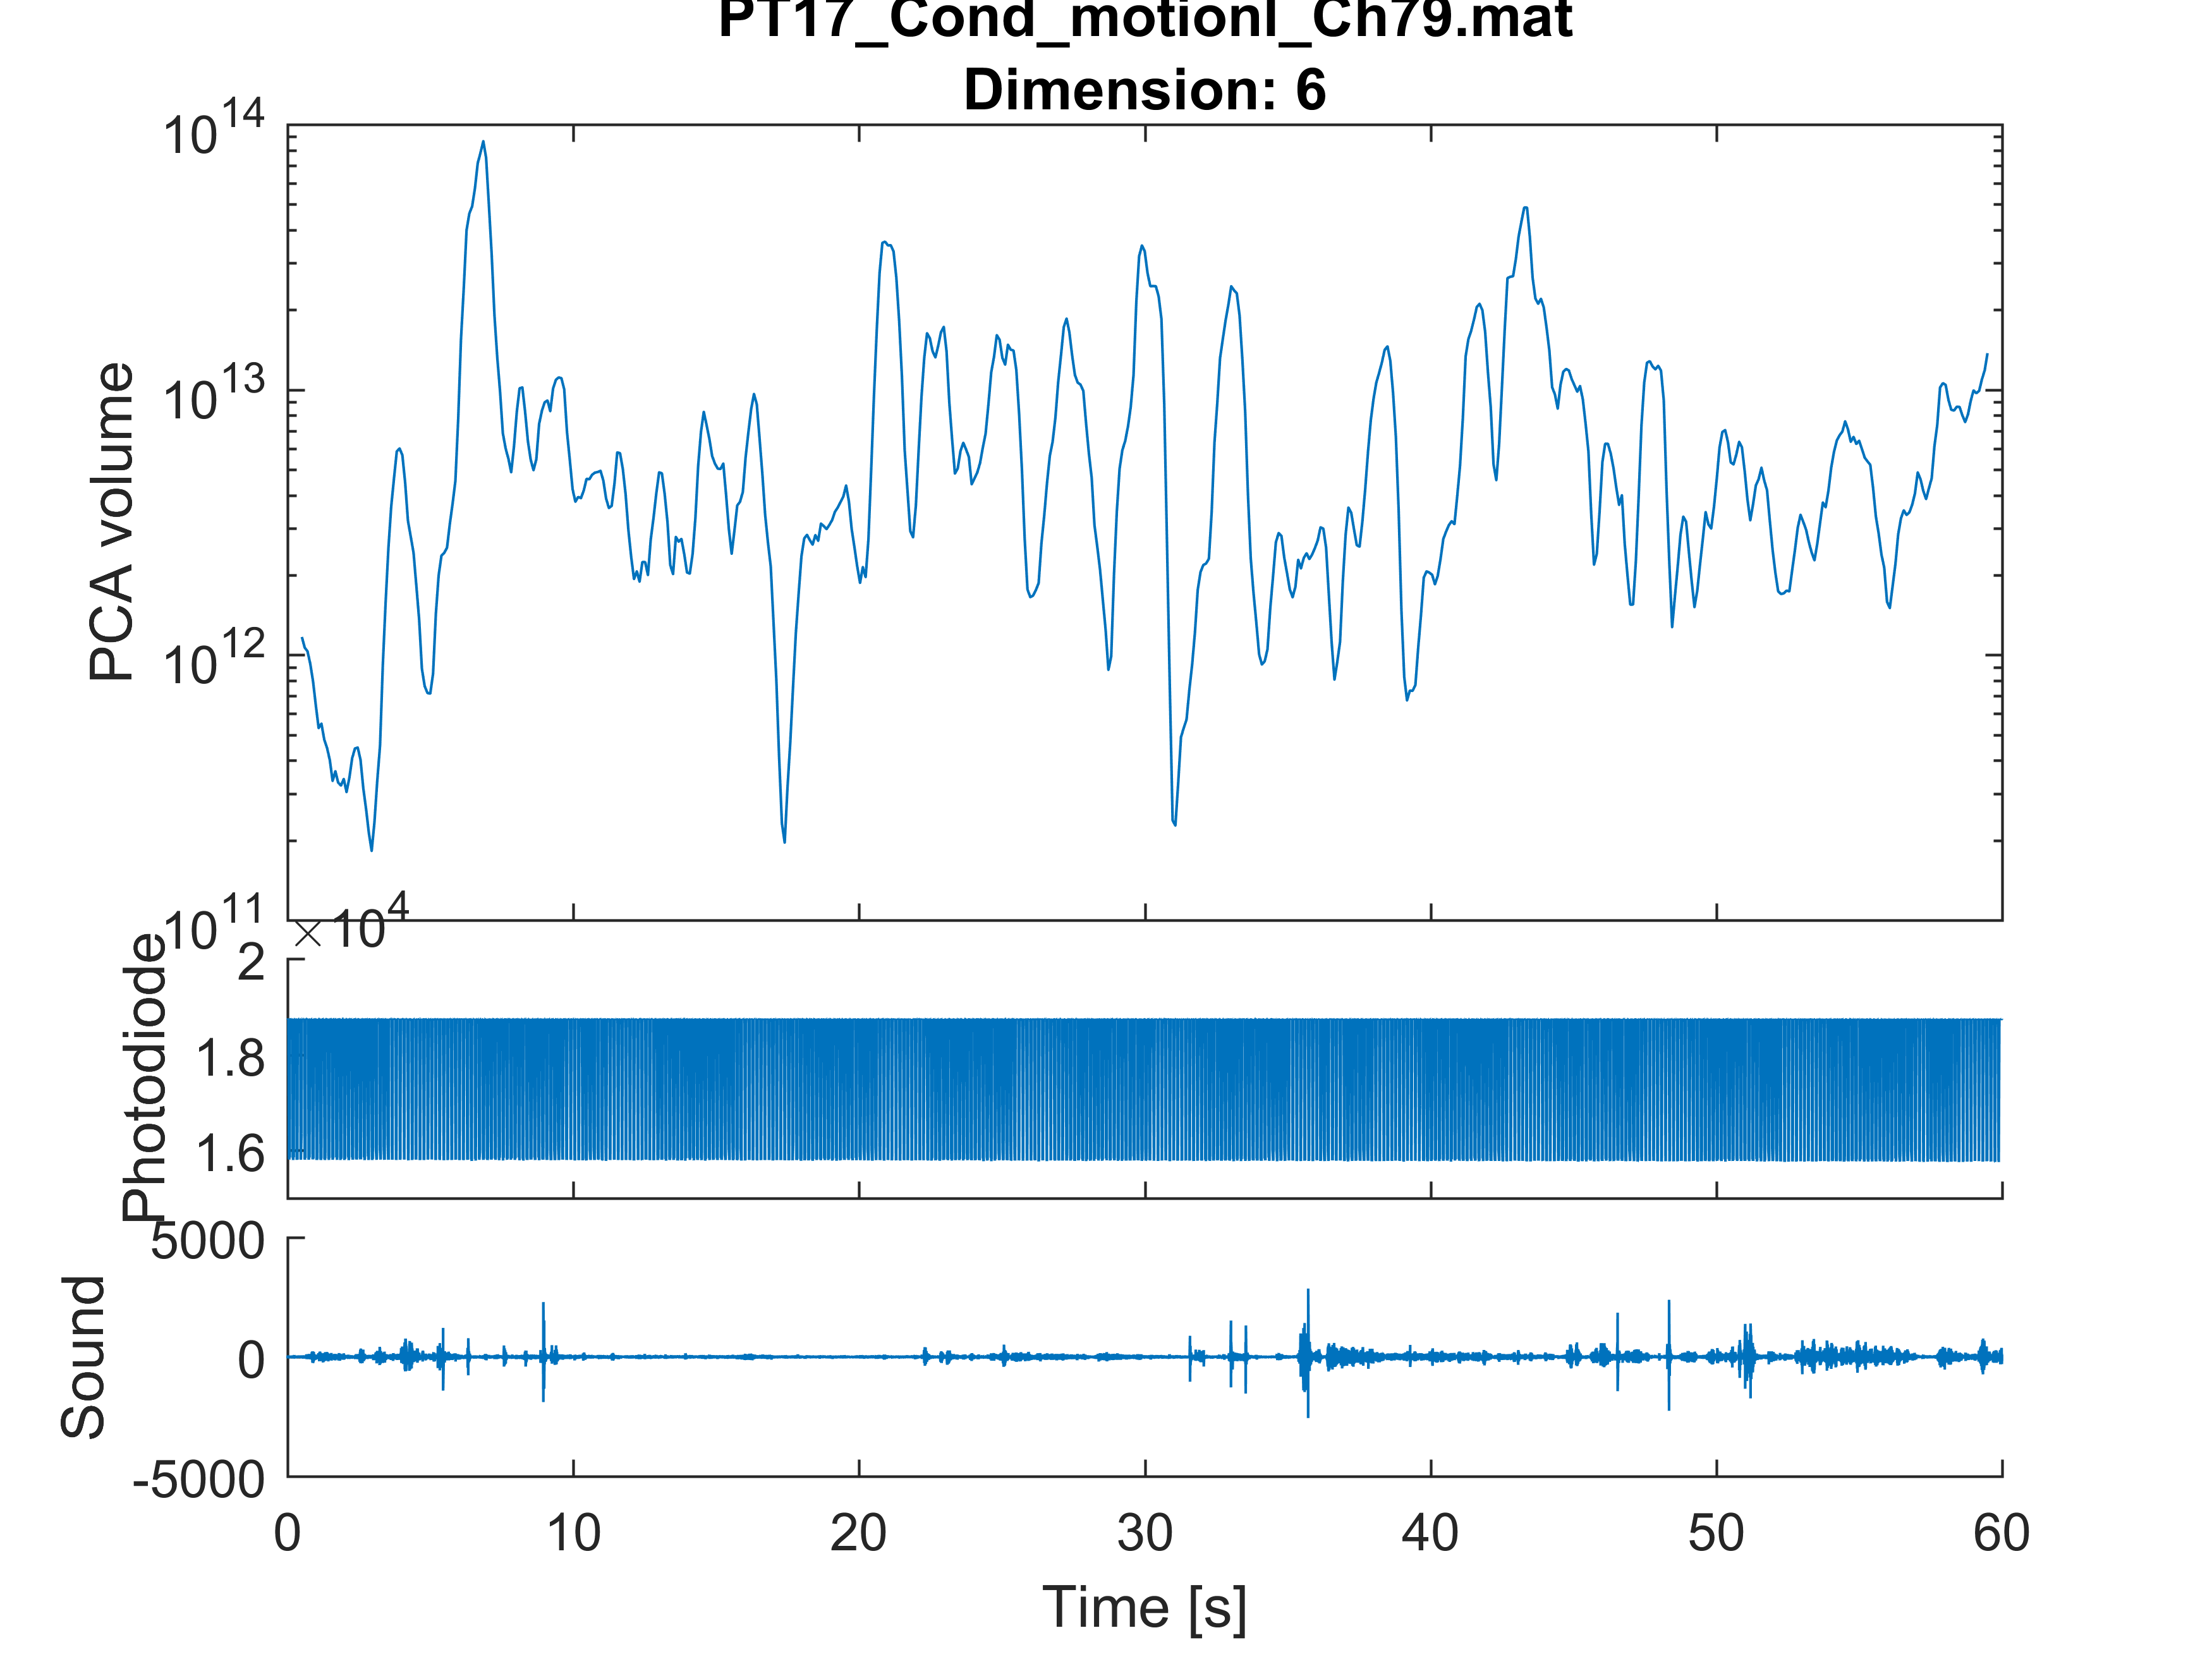 PT17_Cond_motionl_Ch79.mat
Dimension: 6
PCA volume
10^14
10^13
10^12
10^11
× 10^4
Photodiode
2
1.8
1.6
Sound
5000
0
-5000
0 10 20 30 40 50 60
Time [s]